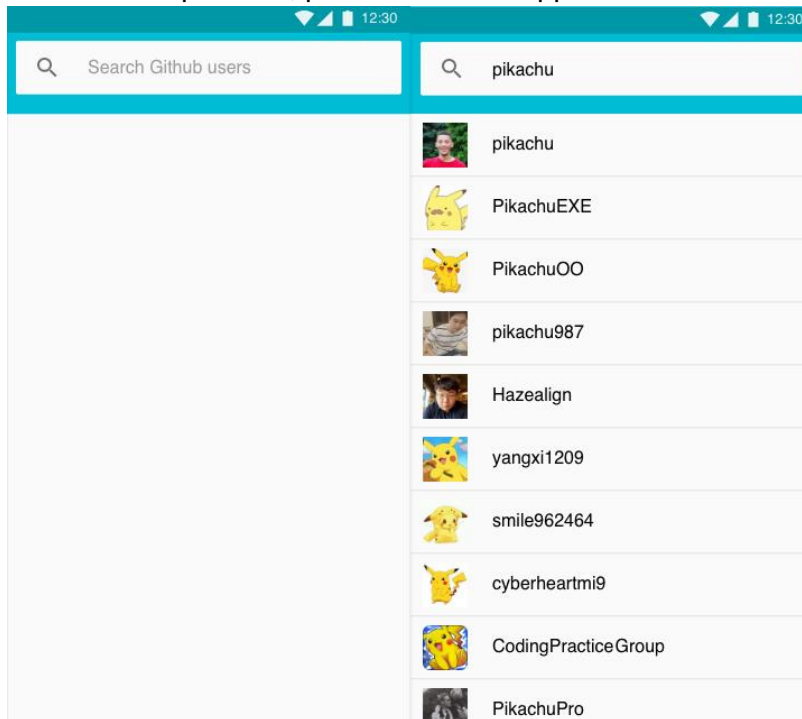 12:30
Search Github users
12:30
pikachu
pikachu
PikachuEXE
PikachuOO
pikachu987
Hazealign
yangxi1209
smile962464
cyberheartmi9
CodingPracticeGroup
PikachuPro